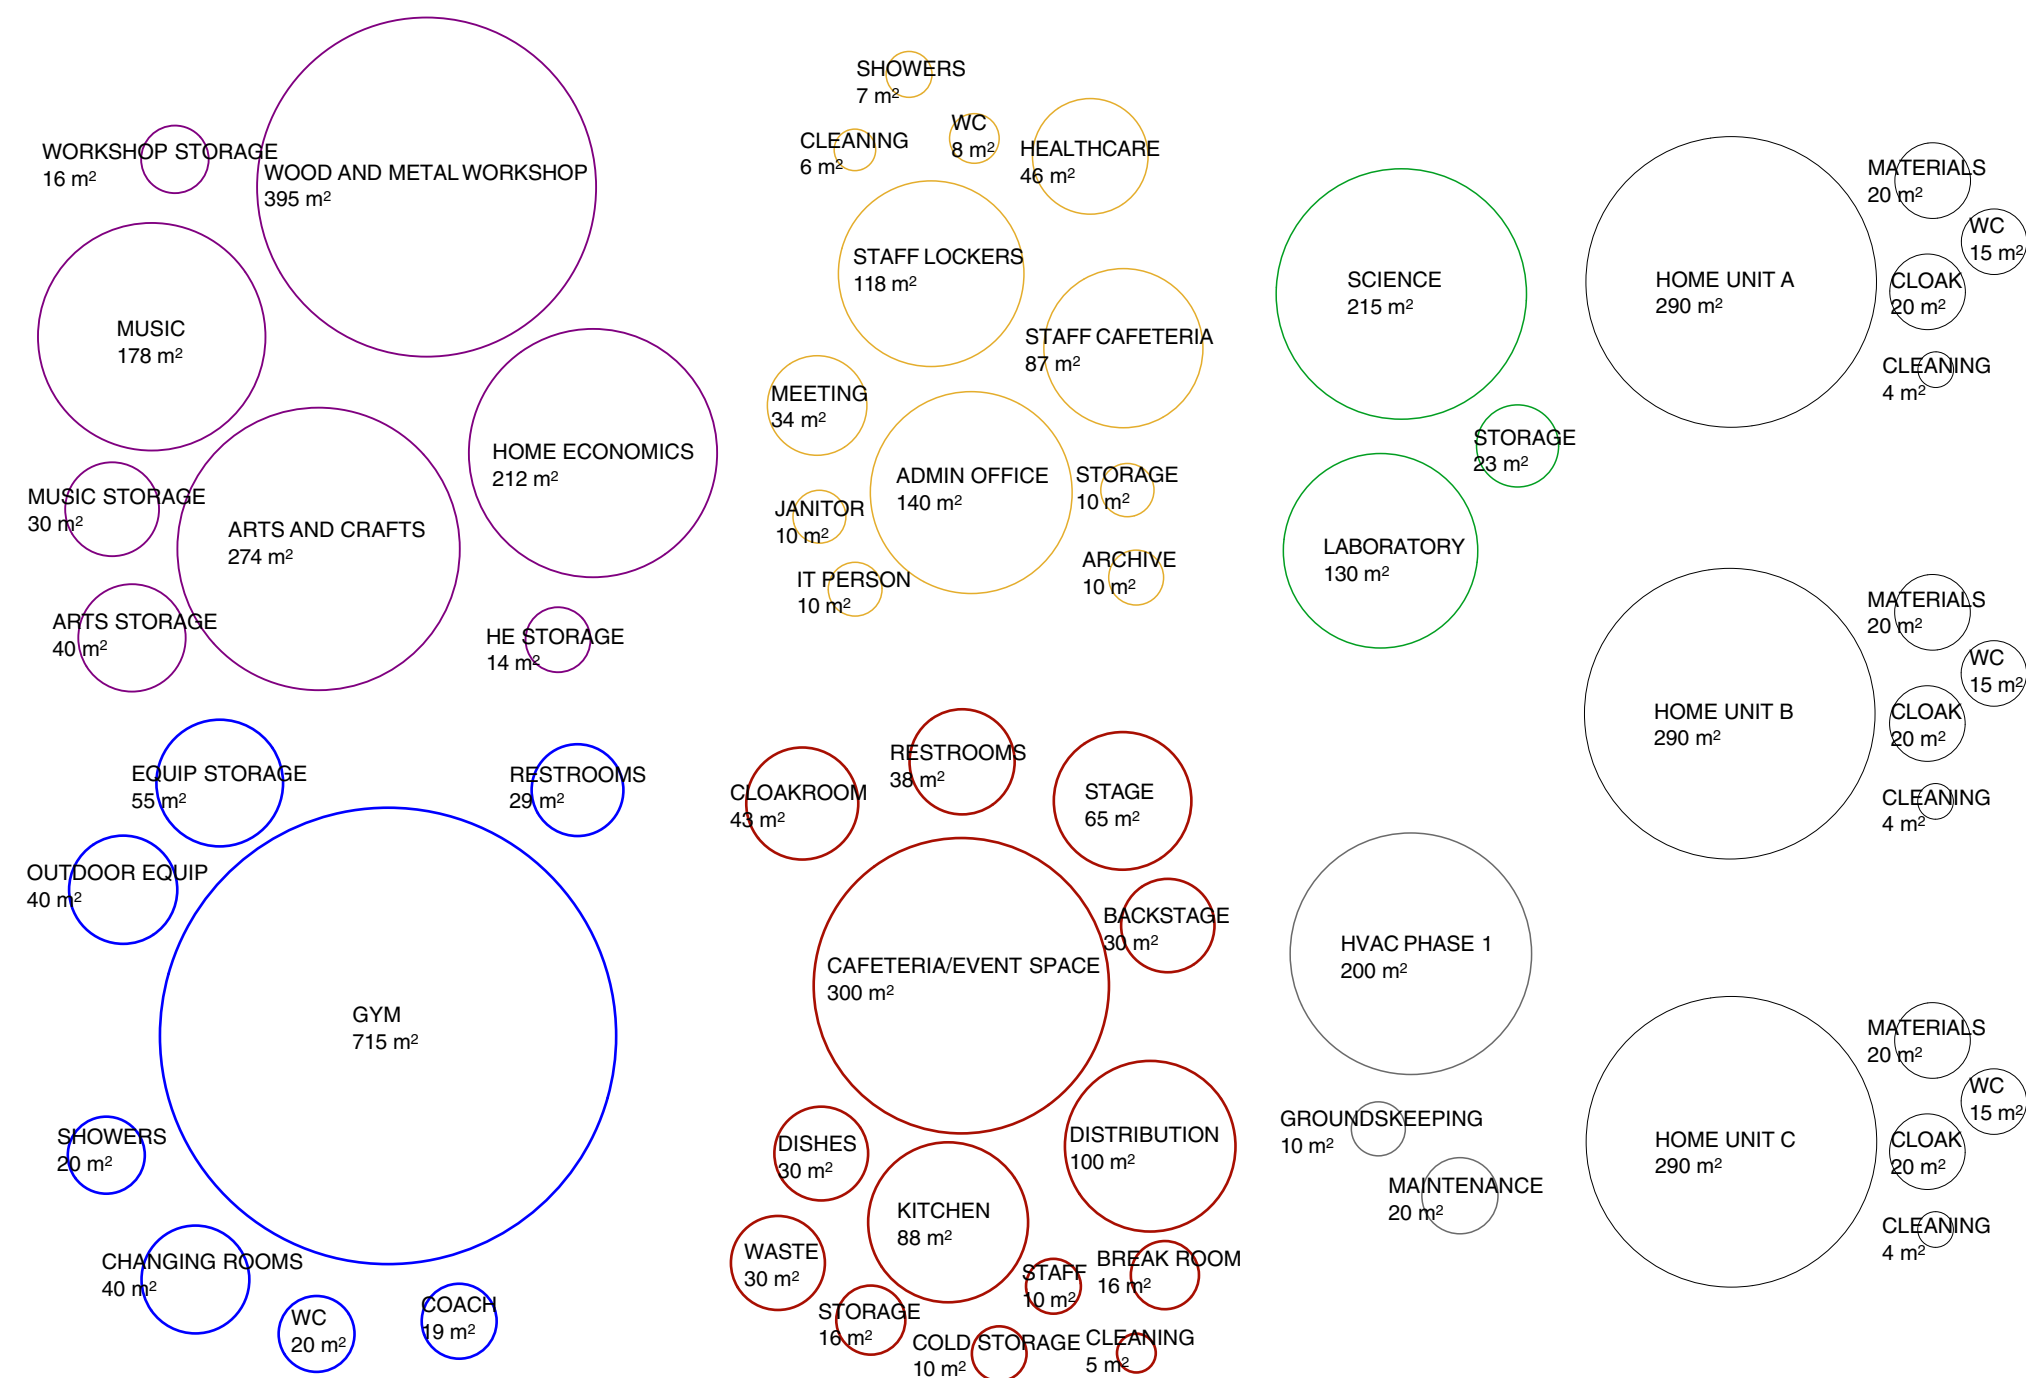 WORKSHOP STORAGE
16 m²
WOOD AND METAL WORKSHOP
395 m²
MUSIC
178 m²
HOME ECONOMICS
212 m²
MUSIC STORAGE
30 m²
ARTS AND CRAFTS
274 m²
ARTS STORAGE
40 m²
HE STORAGE
14 m²
SHOWERS
7 m²
CLEANING
6 m²
WC
8 m²
HEALTHCARE
46 m²
STAFF LOCKERS
118 m²
STAFF CAFETERIA
87 m²
MEETING
34 m²
ADMIN OFFICE
140 m²
STORAGE
10 m²
JANITOR
10 m²
IT PERSON
10 m²
ARCHIVE
10 m²
SCIENCE
215 m²
STORAGE
23 m²
LABORATORY
130 m²
HOME UNIT A
290 m²
MATERIALS
20 m²
WC
15 m²
CLOAK
20 m²
CLEANING
4 m²
HOME UNIT B
290 m²
MATERIALS
20 m²
WC
15 m²
CLOAK
20 m²
CLEANING
4 m²
HOME UNIT C
290 m²
MATERIALS
20 m²
WC
15 m²
CLOAK
20 m²
CLEANING
4 m²
EQUIP STORAGE
55 m²
RESTROOMS
29 m²
OUTDOOR EQUIP
40 m²
GYM
715 m²
SHOWERS
20 m²
CHANGING ROOMS
40 m²
WC
20 m²
COACH
19 m²
CLOAKROOM
43 m²
RESTROOMS
38 m²
STAGE
65 m²
BACKSTAGE
30 m²
CAFETERIA/EVENT SPACE
300 m²
DISHES
30 m²
DISTRIBUTION
100 m²
KITCHEN
88 m²
WASTE
30 m²
STAFF
10 m²
BREAK ROOM
16 m²
STORAGE
16 m²
COLD STORAGE
10 m²
CLEANING
5 m²
HVAC PHASE 1
200 m²
GROUNDSKEEPING
10 m²
MAINTENANCE
20 m²